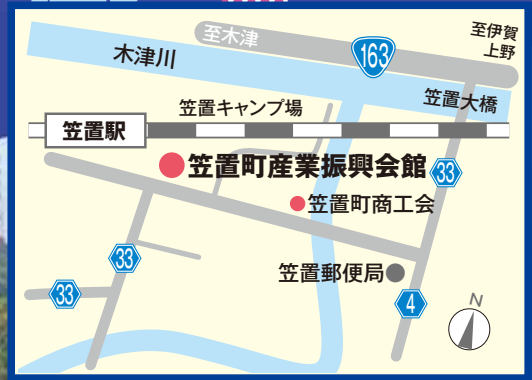 至木津
163
至伊賀
上野
木津川
笠置大橋
笠置キャンプ場
笠置駅
笠置町産業振興会館
33
笠置町商工会
33
笠置郵便局
33
4
N